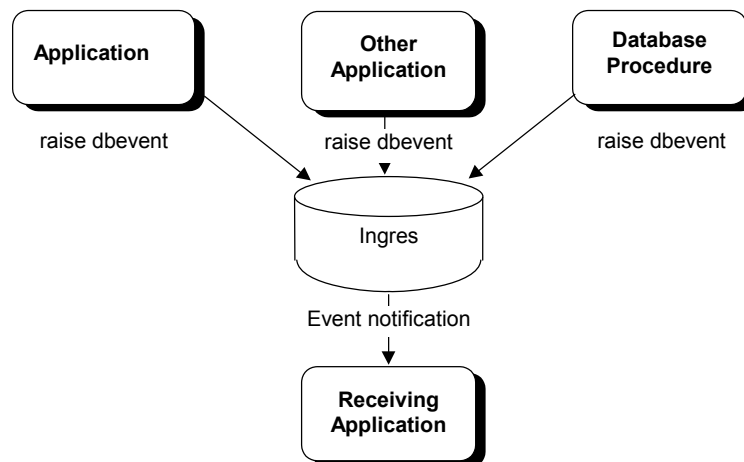 Application
Other
Application
Database
Procedure
raise dbevent
raise dbevent
raise dbevent
Ingres
Event notification
Receiving
Application